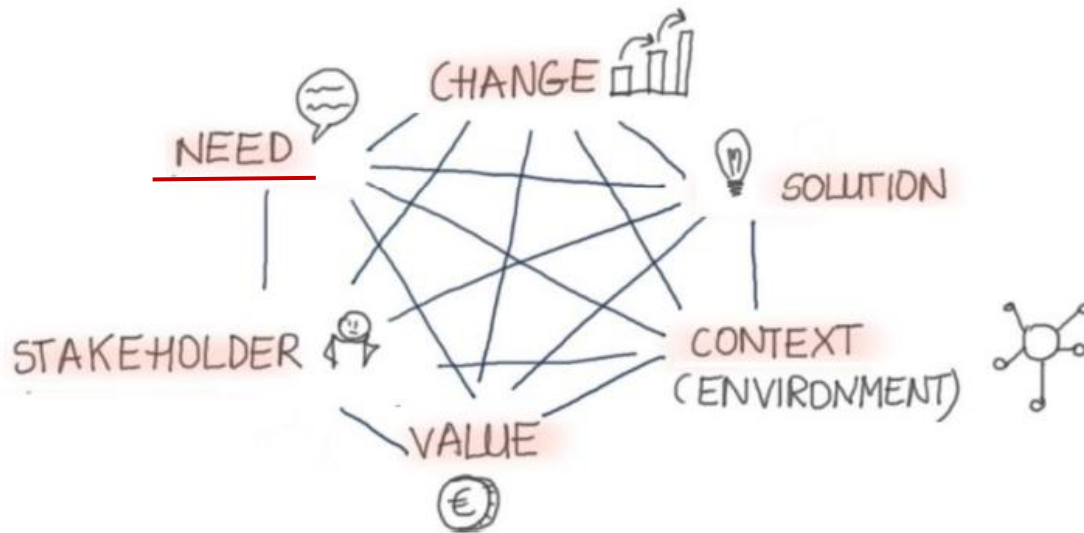 CHANGE
NEED
SOLUTION
STAKEHOLDER
CONTEXT
(ENVIRONMENT)
VALUE
€